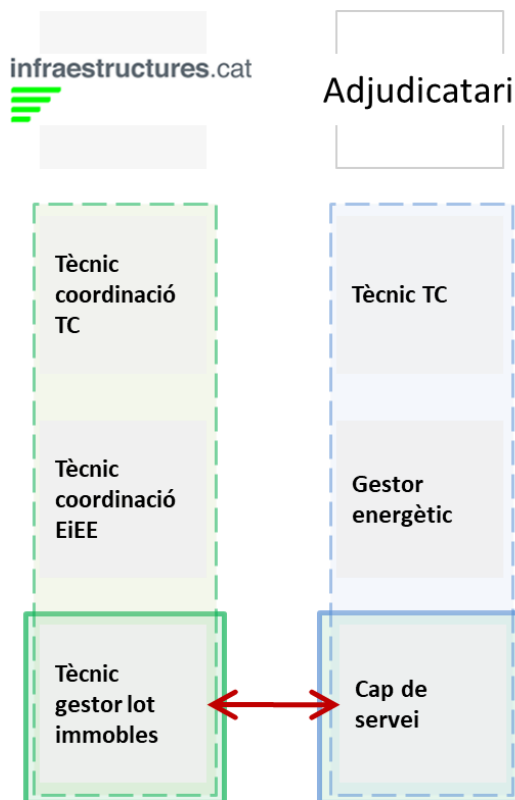 infraestructures.cat
Adjudicatari
Tècnic
coordinació
TC
Tècnic TC
Tècnic
coordinació
EiEE
Gestor
energètic
Tècnic
gestor lot
immobles
Cap de
servei